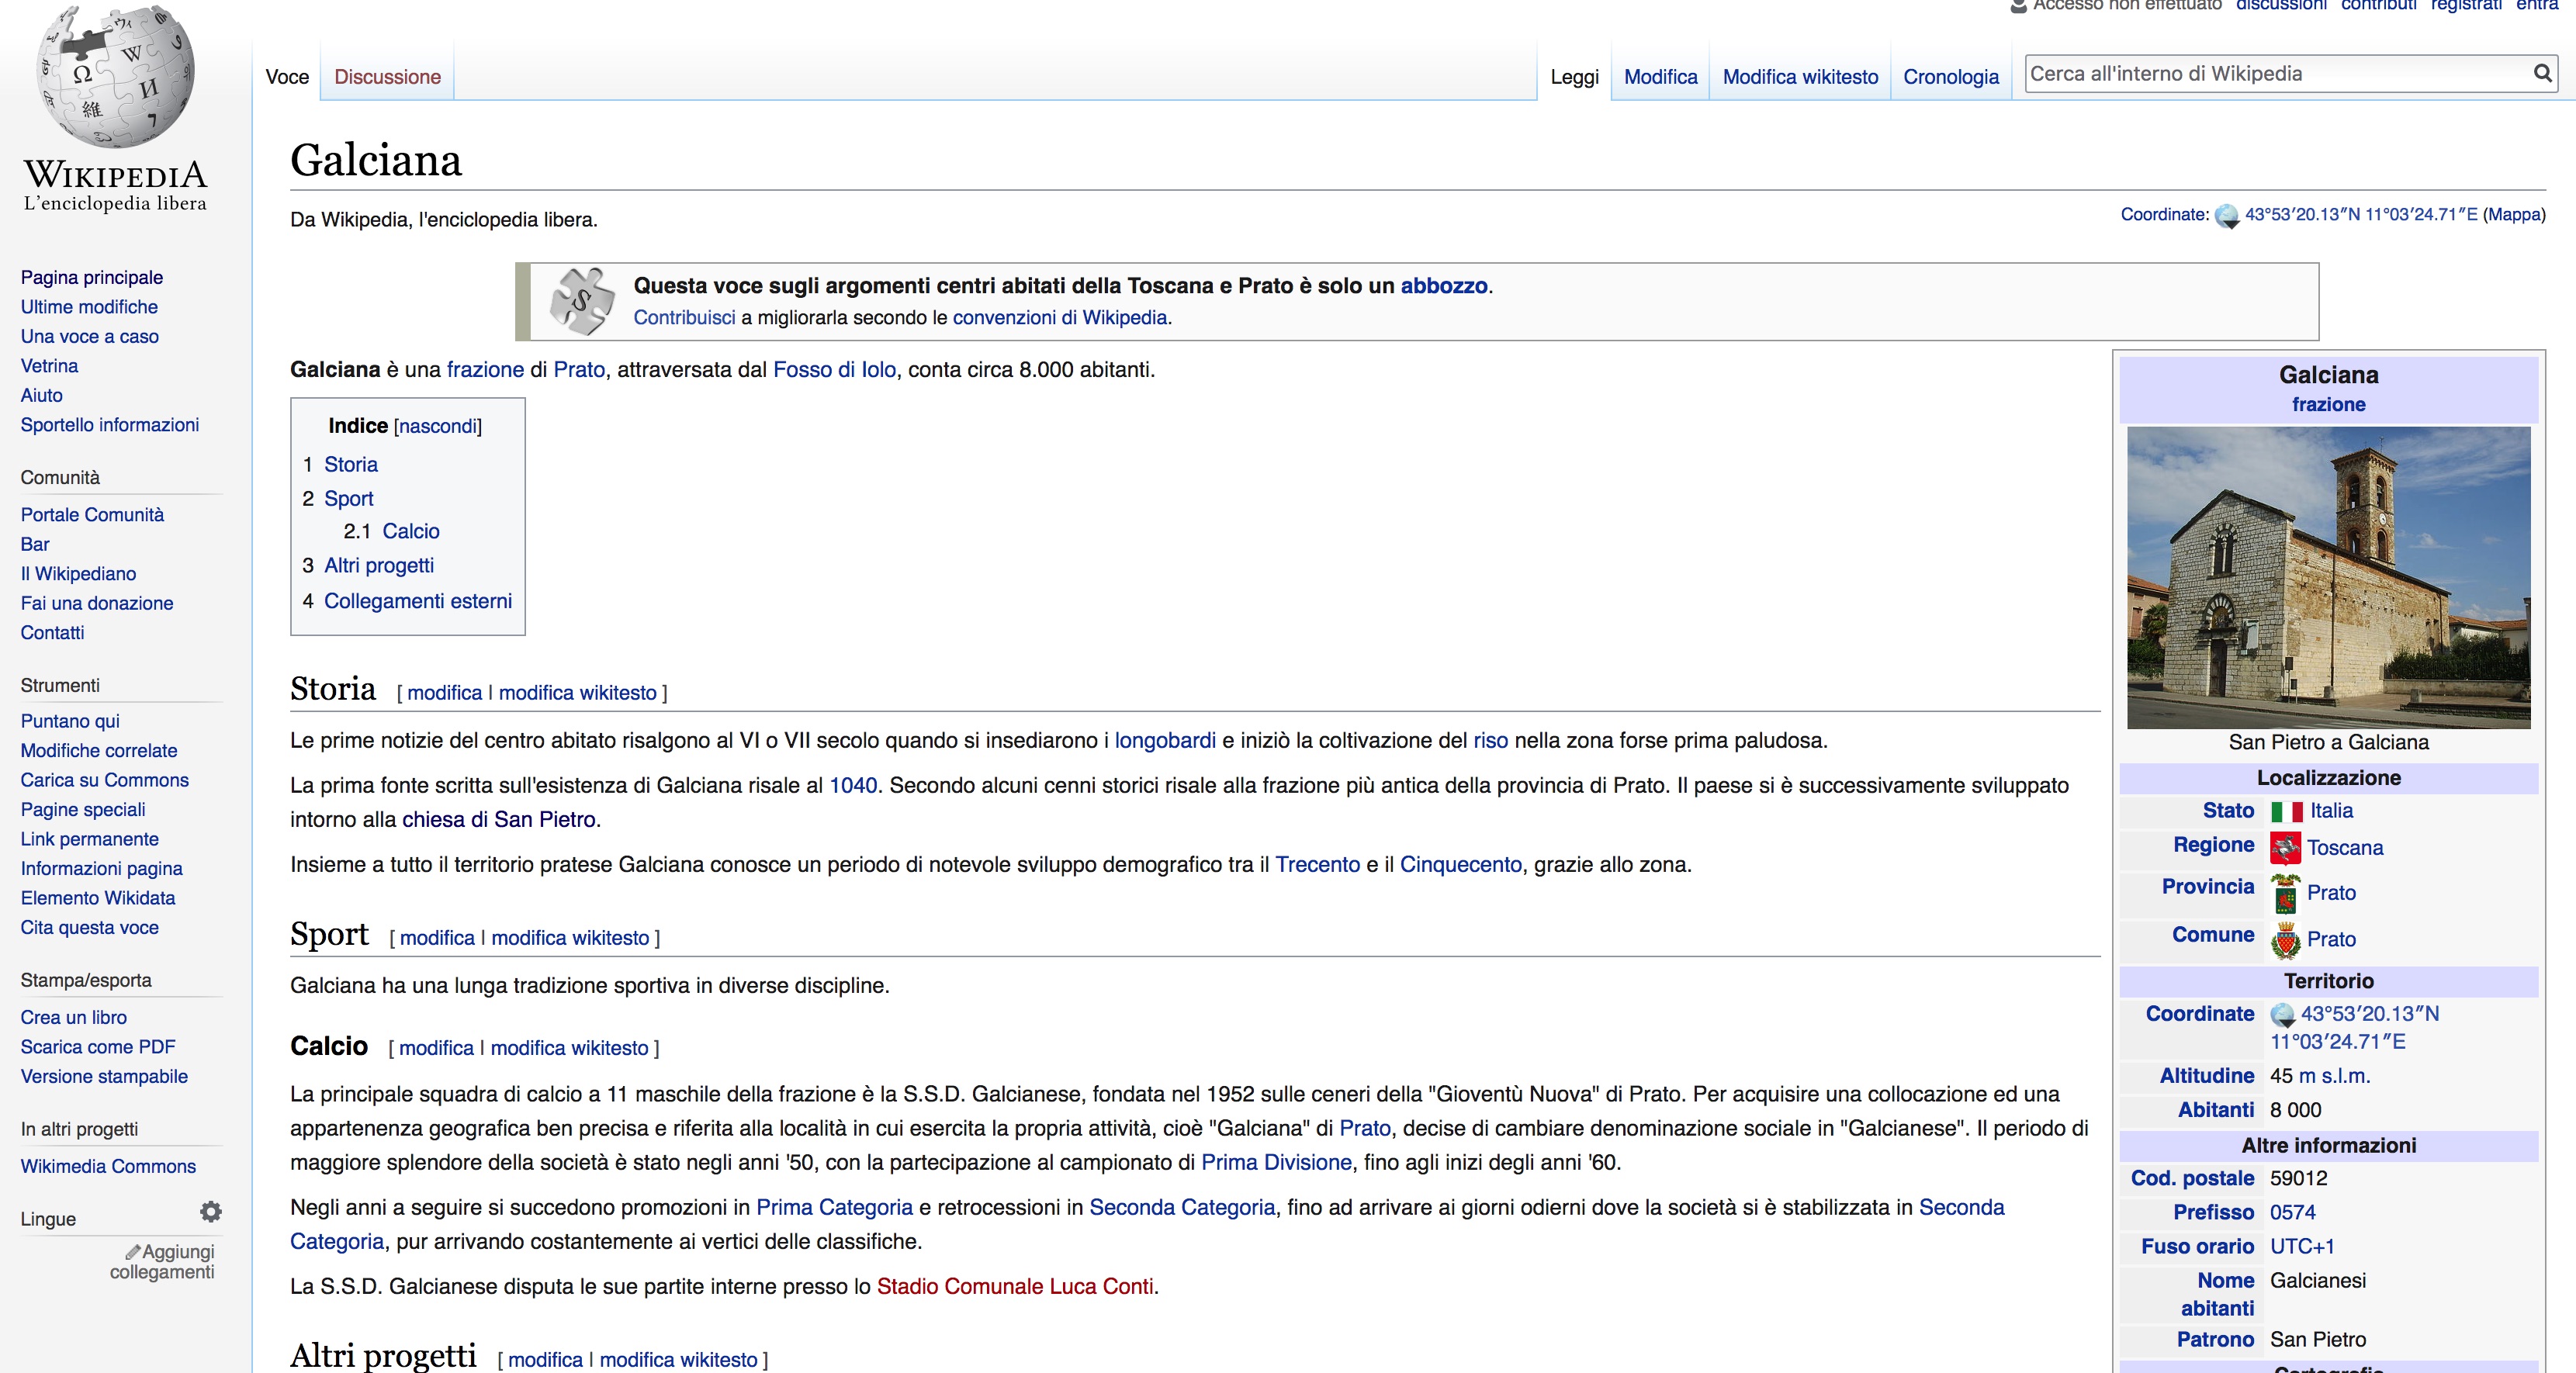 Accesso non effettuato discussioni contributi registrati entra
WIKIPEDIA
L'enciclopedia libera
Voce Discussione Leggi Modifica Modifica wikitesto Cronologia Cerca all'interno di Wikipedia
Pagina principale
Ultime modifiche
Una voce a caso
Vetrina
Aiuto
Sportello informazioni
Comunità
Portale Comunità
Bar
Il Wikipediano
Fai una donazione
Contatti
Strumenti
Puntano qui
Modifiche correlate
Carica su Commons
Pagine speciali
Link permanente
Informazioni pagina
Elemento Wikidata
Cita questa voce
Stampa/esporta
Crea un libro
Scarica come PDF
Versione stampabile
In altri progetti
Wikimedia Commons
Lingue
Aggiungi
collegamenti
Galciana
Da Wikipedia, l'enciclopedia libera.
Coordinate: 43°53′20.13″N 11°03′24.71″E (Mappa)
Questa voce sugli argomenti centri abitati della Toscana e Prato è solo un abbozzo.
Contribuisci a migliorarla secondo le convenzioni di Wikipedia.
Galciana è una frazione di Prato, attraversata dal Fosso di Iolo, conta circa 8.000 abitanti.
Indice [nascondi]
1 Storia
2 Sport
2.1 Calcio
3 Altri progetti
4 Collegamenti esterni
Storia [ modifica | modifica wikitesto ]
Le prime notizie del centro abitato risalgono al VI o VII secolo quando si insediarono i longobardi e iniziò la coltivazione del riso nella zona forse prima paludosa.
La prima fonte scritta sull'esistenza di Galciana risale al 1040. Secondo alcuni cenni storici risale alla frazione più antica della provincia di Prato. Il paese si è successivamente sviluppato
intorno alla chiesa di San Pietro.
Insieme a tutto il territorio pratese Galciana conosce un periodo di notevole sviluppo demografico tra il Trecento e il Cinquecento, grazie allo zona.
Sport [ modifica | modifica wikitesto ]
Galciana ha una lunga tradizione sportiva in diverse discipline.
Calcio [ modifica | modifica wikitesto ]
La principale squadra di calcio a 11 maschile della frazione è la S.S.D. Galcianese, fondata nel 1952 sulle ceneri della "Gioventù Nuova" di Prato. Per acquisire una collocazione ed una
appartenenza geografica ben precisa e riferita alla località in cui esercita la propria attività, cioè "Galciana" di Prato, decise di cambiare denominazione sociale in "Galcianese". Il periodo di
maggiore splendore della società è stato negli anni '50, con la partecipazione al campionato di Prima Divisione, fino agli inizi degli anni '60.
Negli anni a seguire si succedono promozioni in Prima Categoria e retrocessioni in Seconda Categoria, fino ad arrivare ai giorni odierni dove la società si è stabilizzata in Seconda
Categoria, pur arrivando costantemente ai vertici delle classifiche.
La S.S.D. Galcianese disputa le sue partite interne presso lo Stadio Comunale Luca Conti.
Altri progetti [ modifica | modifica wikitesto ]
Galciana
frazione
San Pietro a Galciana
Localizzazione
Stato Italia
Regione Toscana
Provincia Prato
Comune Prato
Territorio
Coordinate 43°53′20.13″N
11°03′24.71″E
Altitudine 45 m s.l.m.
Abitanti 8 000
Altre informazioni
Cod. postale 59012
Prefisso 0574
Fuso orario UTC+1
Nome abitanti Galcianesi
Patrono San Pietro